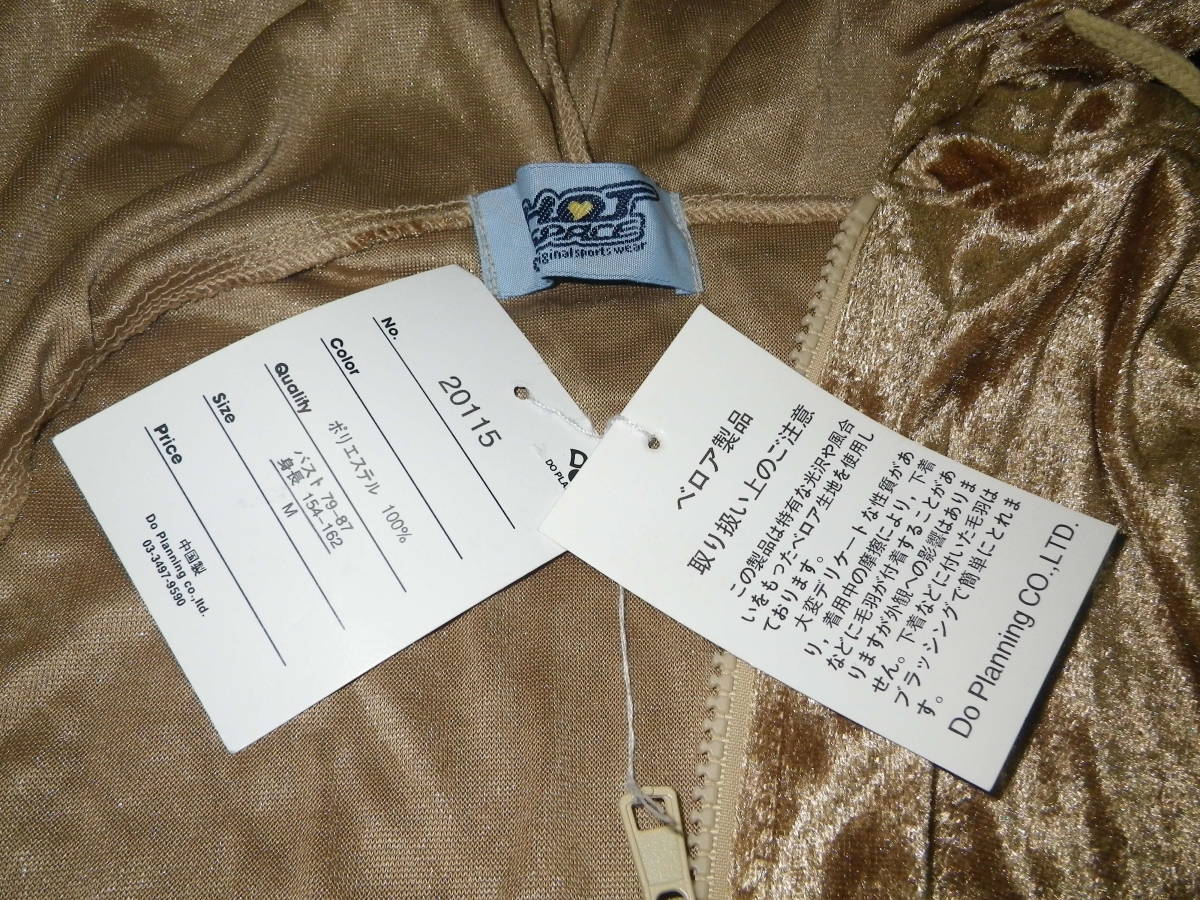 HOT
SPACE
original sports wear
No. 20115
Color
Quality ポリエステル 100%
バスト 79-87
Size 身長 154-162
M
Price
中国製
Do Planning co.,ltd.
03-3497-9590
ベロア製品
取り扱い上のご注意
この製品は特有な光沢や風合
いをもったベロア生地を使用し
ております。
大変デリケートな性質があ
り，着用中の摩擦により，下着
などに毛羽が付着することがあ
りますが外観への影響はありま
せん。下着などに付いた毛羽は
ブラッシングで簡単にとれま
す。
Do Planning CO.,LTD.